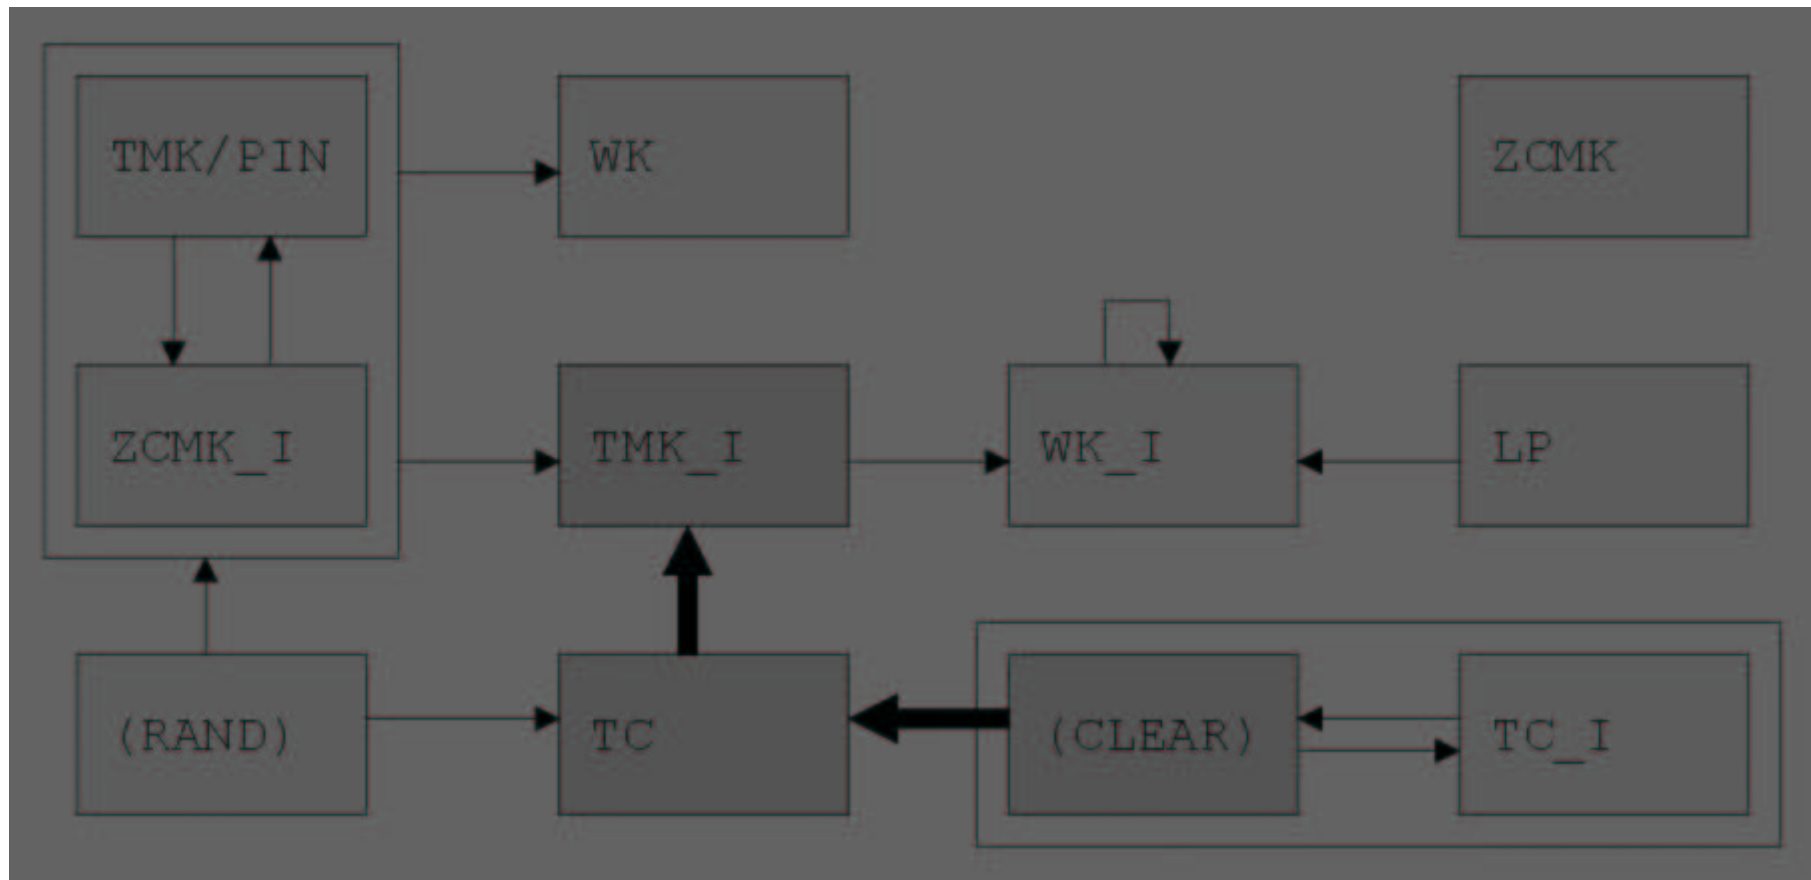 TMK/PIN
WK
ZCMK
ZCMK_I
TMK_I
WK_I
LP
(RAND)
TC
(CLEAR)
TC_I